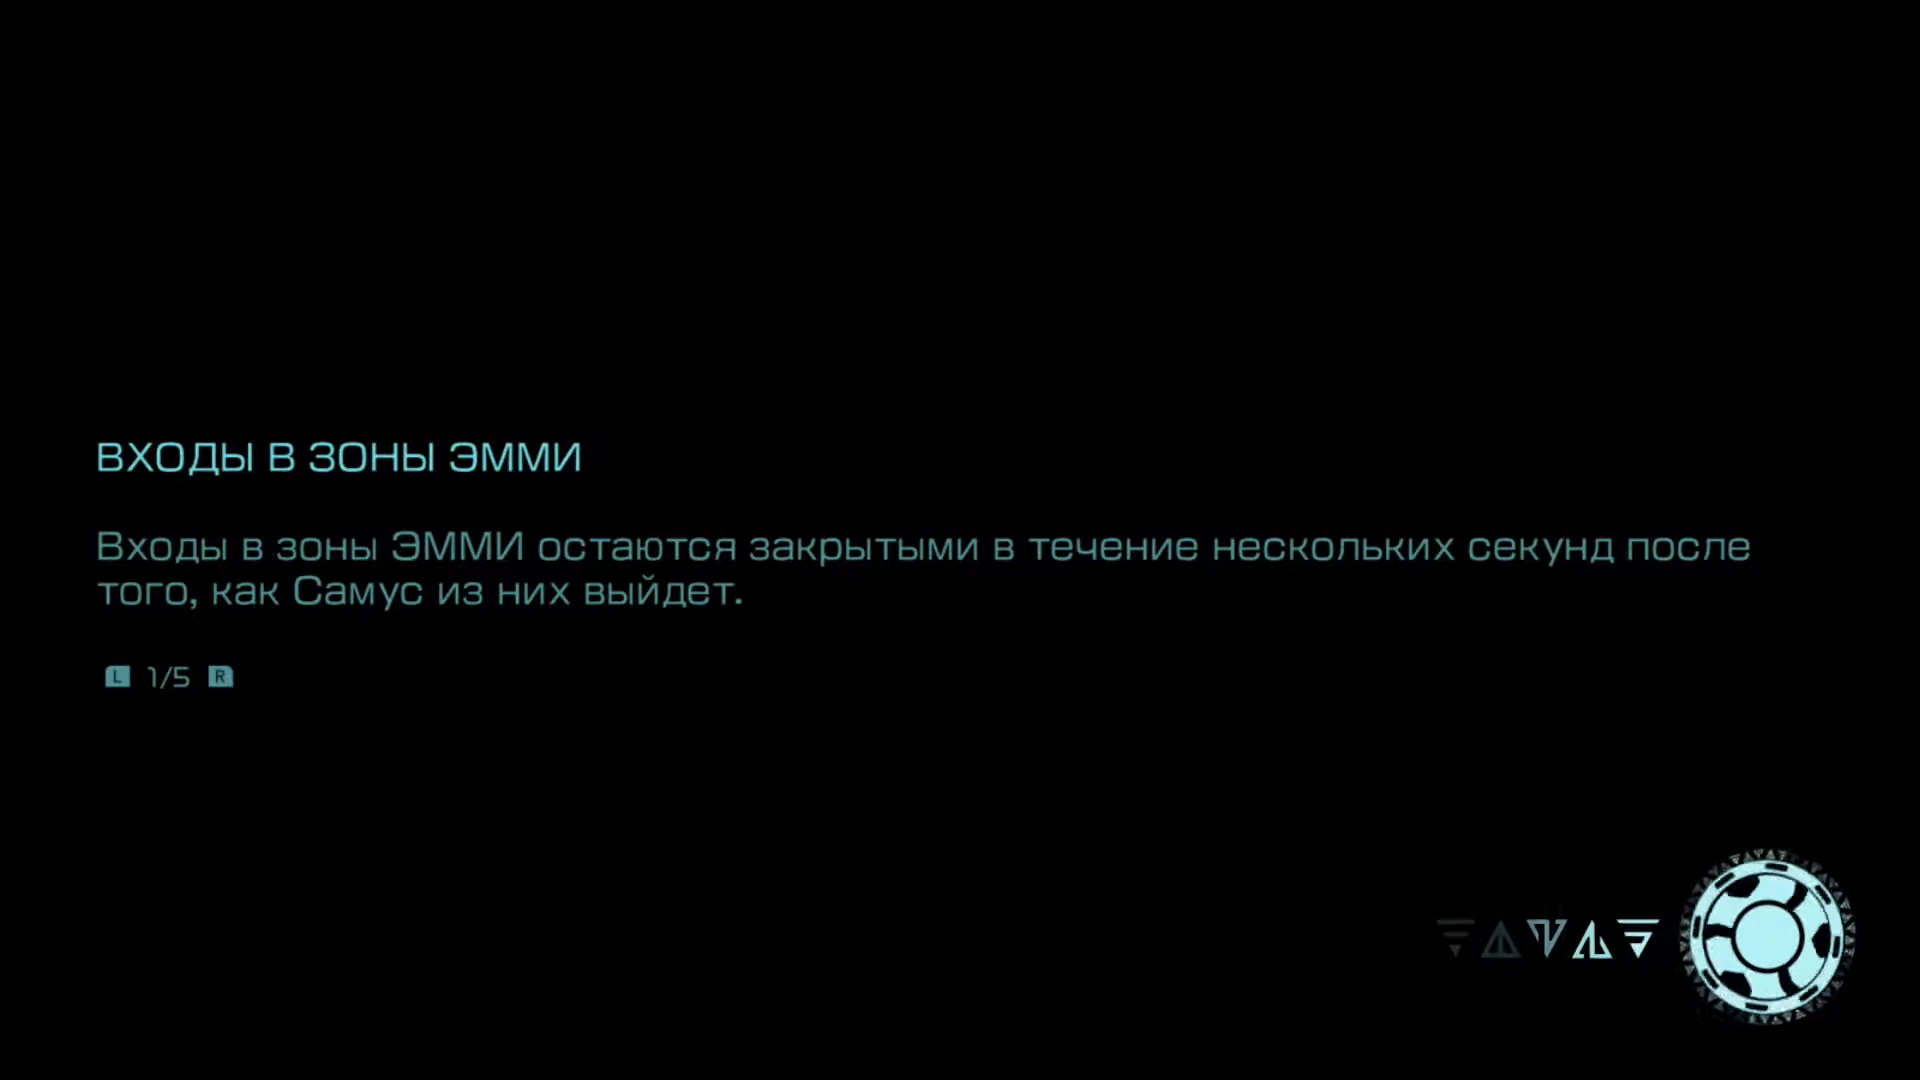 ВХОДЫ В ЗОНЫ ЭММИ
Входы в зоны ЭММИ остаются закрытыми в течение нескольких секунд после
того, как Самус из них выйдет.
L 1/5 R